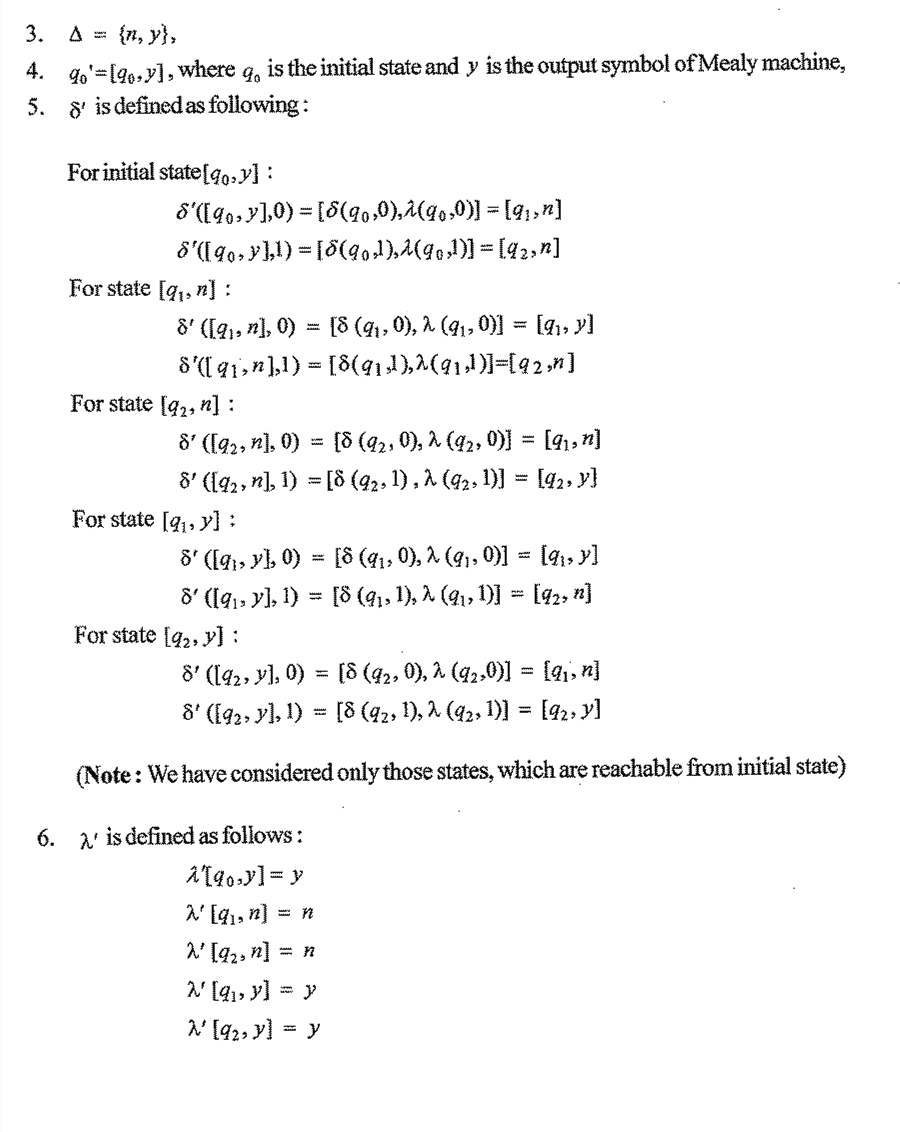 3. Δ = {n, y},
4. q₀'=[q₀,y], where q₀ is the initial state and y is the output symbol of Mealy machine,
5. δ′ is defined as following :
For initial state[q₀,y] :
δ′([q₀,y],0) = [δ(q₀,0),λ(q₀,0)] = [q₁,n]
δ′([q₀,y],1) = [δ(q₀,1),λ(q₀,1)] = [q₂,n]
For state [q₁, n] :
δ′ ([q₁, n], 0) = [δ (q₁, 0), λ (q₁, 0)] = [q₁, y]
δ′([q₁,n],1) = [δ(q₁,1),λ(q₁,1)]=[q₂,n]
For state [q₂, n] :
δ′ ([q₂, n], 0) = [δ (q₂, 0), λ (q₂, 0)] = [q₁, n]
δ′ ([q₂, n], 1) = [δ (q₂, 1) , λ (q₂, 1)] = [q₂, y]
For state [q₁, y] :
δ′ ([q₁, y], 0) = [δ (q₁, 0), λ (q₁, 0)] = [q₁, y]
δ′ ([q₁, y], 1) = [δ (q₁, 1), λ (q₁, 1)] = [q₂, n]
For state [q₂, y] :
δ′ ([q₂, y], 0) = [δ (q₂, 0), λ (q₂,0)] = [q₁, n]
δ′ ([q₂, y], 1) = [δ (q₂, 1), λ (q₂, 1)] = [q₂, y]
(Note : We have considered only those states, which are reachable from initial state)
6. λ′ is defined as follows :
λ′[q₀,y] = y
λ′ [q₁, n] = n
λ′ [q₂, n] = n
λ′ [q₁, y] = y
λ′ [q₂, y] = y